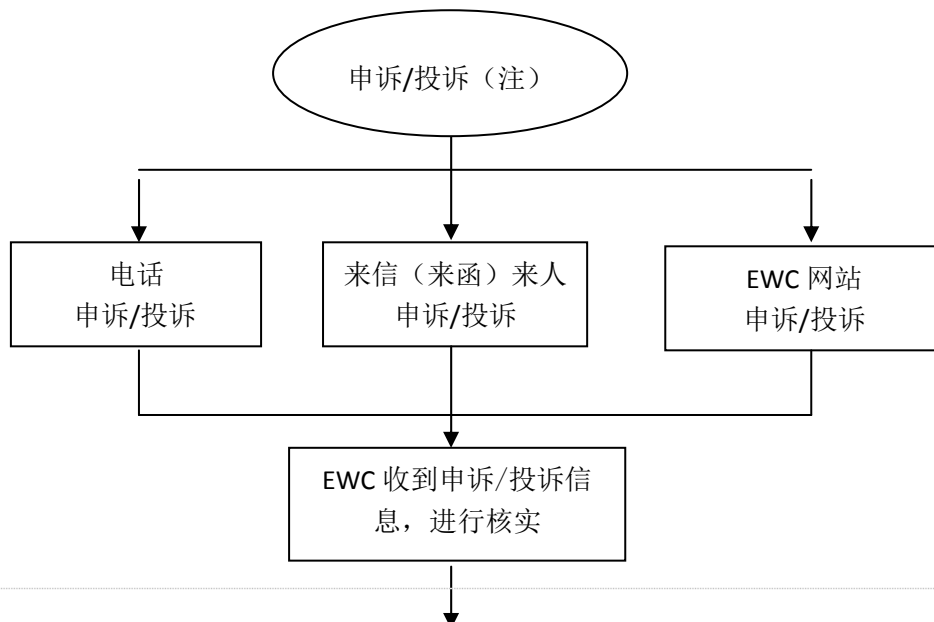 申诉/投诉（注）
电话
申诉/投诉
来信（来函）来人
申诉/投诉
EWC 网站
申诉/投诉
EWC 收到申诉/投诉信
息，进行核实